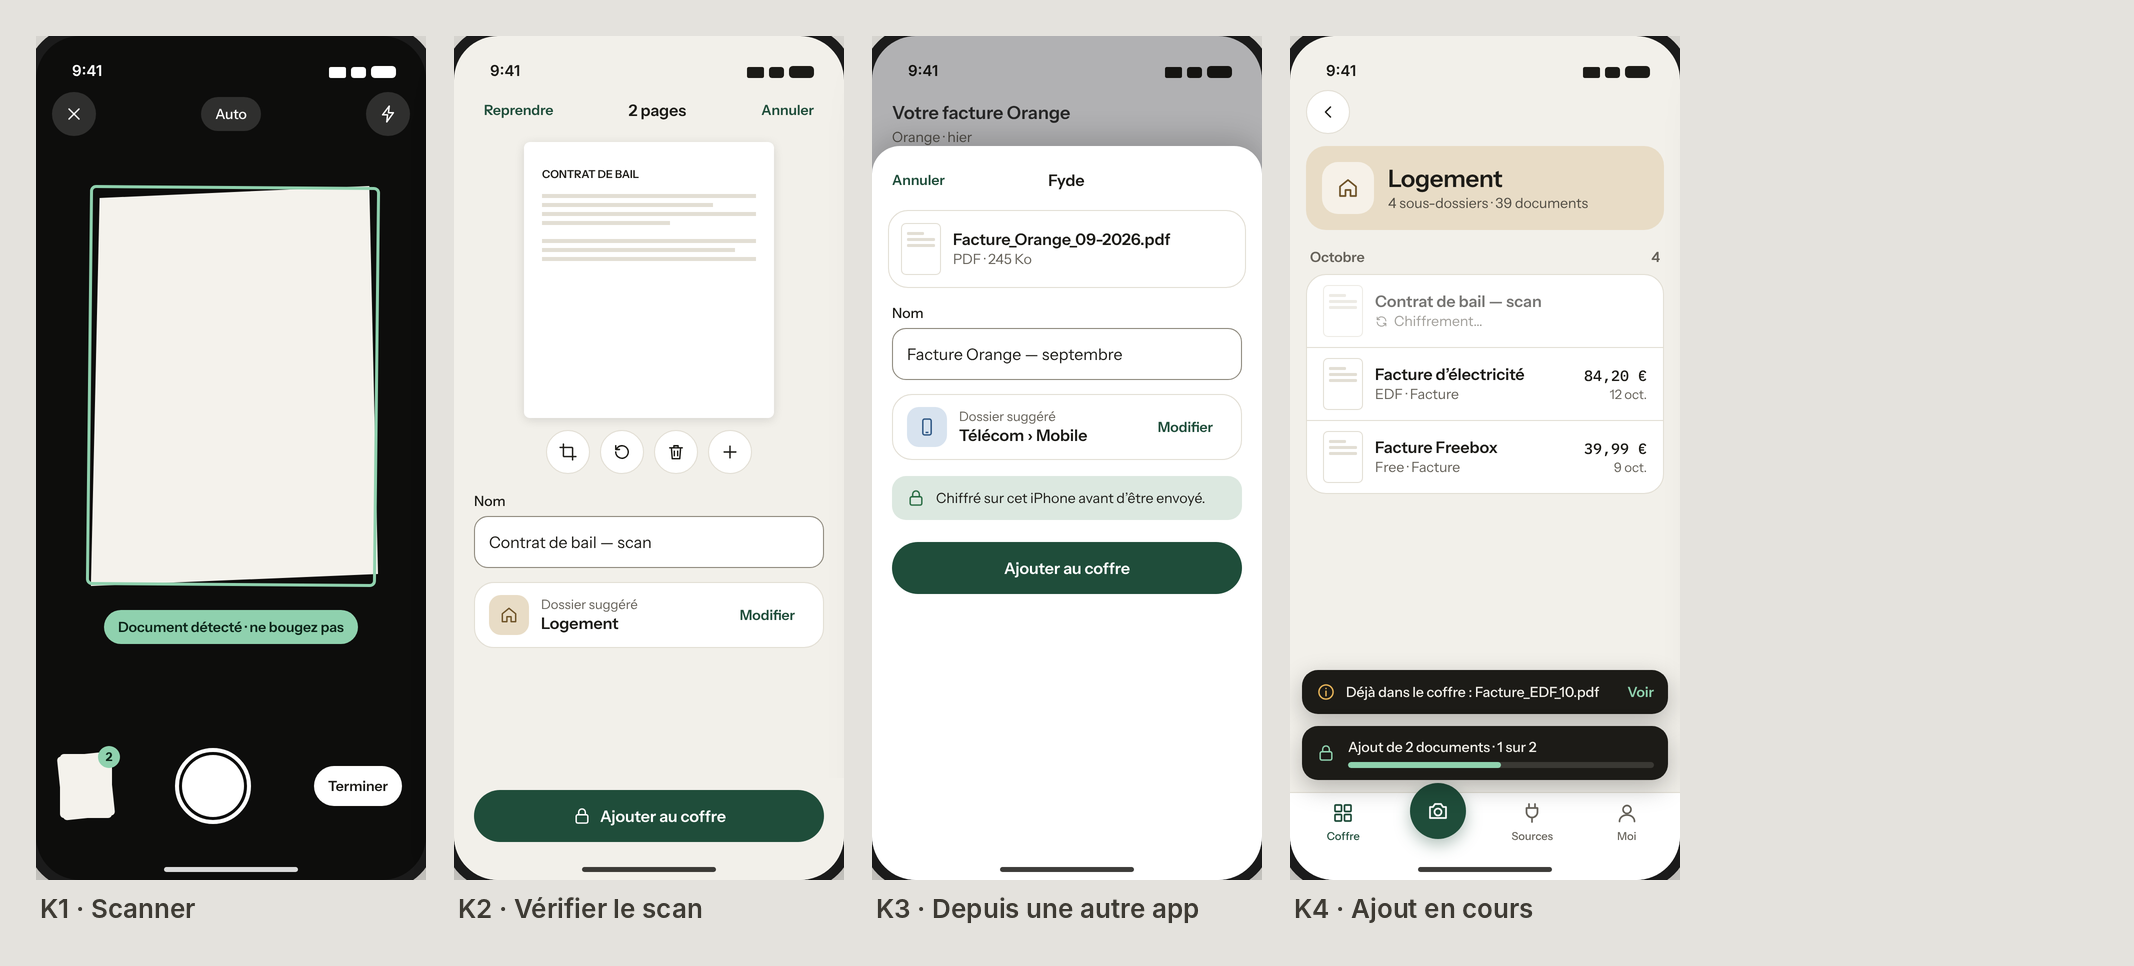 9:41
Auto
Document détecté · ne bougez pas
2
Terminer
K1 · Scanner
9:41
Reprendre
2 pages
Annuler
CONTRAT DE BAIL
Nom
Contrat de bail — scan
Dossier suggéré
Logement
Modifier
Ajouter au coffre
K2 · Vérifier le scan
9:41
Votre facture Orange
Orange · hier
Annuler
Fyde
Facture_Orange_09-2026.pdf
PDF · 245 Ko
Nom
Facture Orange — septembre
Dossier suggéré
Télécom › Mobile
Modifier
Chiffré sur cet iPhone avant d’être envoyé.
Ajouter au coffre
K3 · Depuis une autre app
9:41
Logement
4 sous-dossiers · 39 documents
Octobre
4
Contrat de bail — scan
Chiffrement…
Facture d’électricité
84,20 €
EDF · Facture
12 oct.
Facture Freebox
39,99 €
Free · Facture
9 oct.
Déjà dans le coffre : Facture_EDF_10.pdf
Voir
Ajout de 2 documents · 1 sur 2
Coffre
Sources
Moi
K4 · Ajout en cours